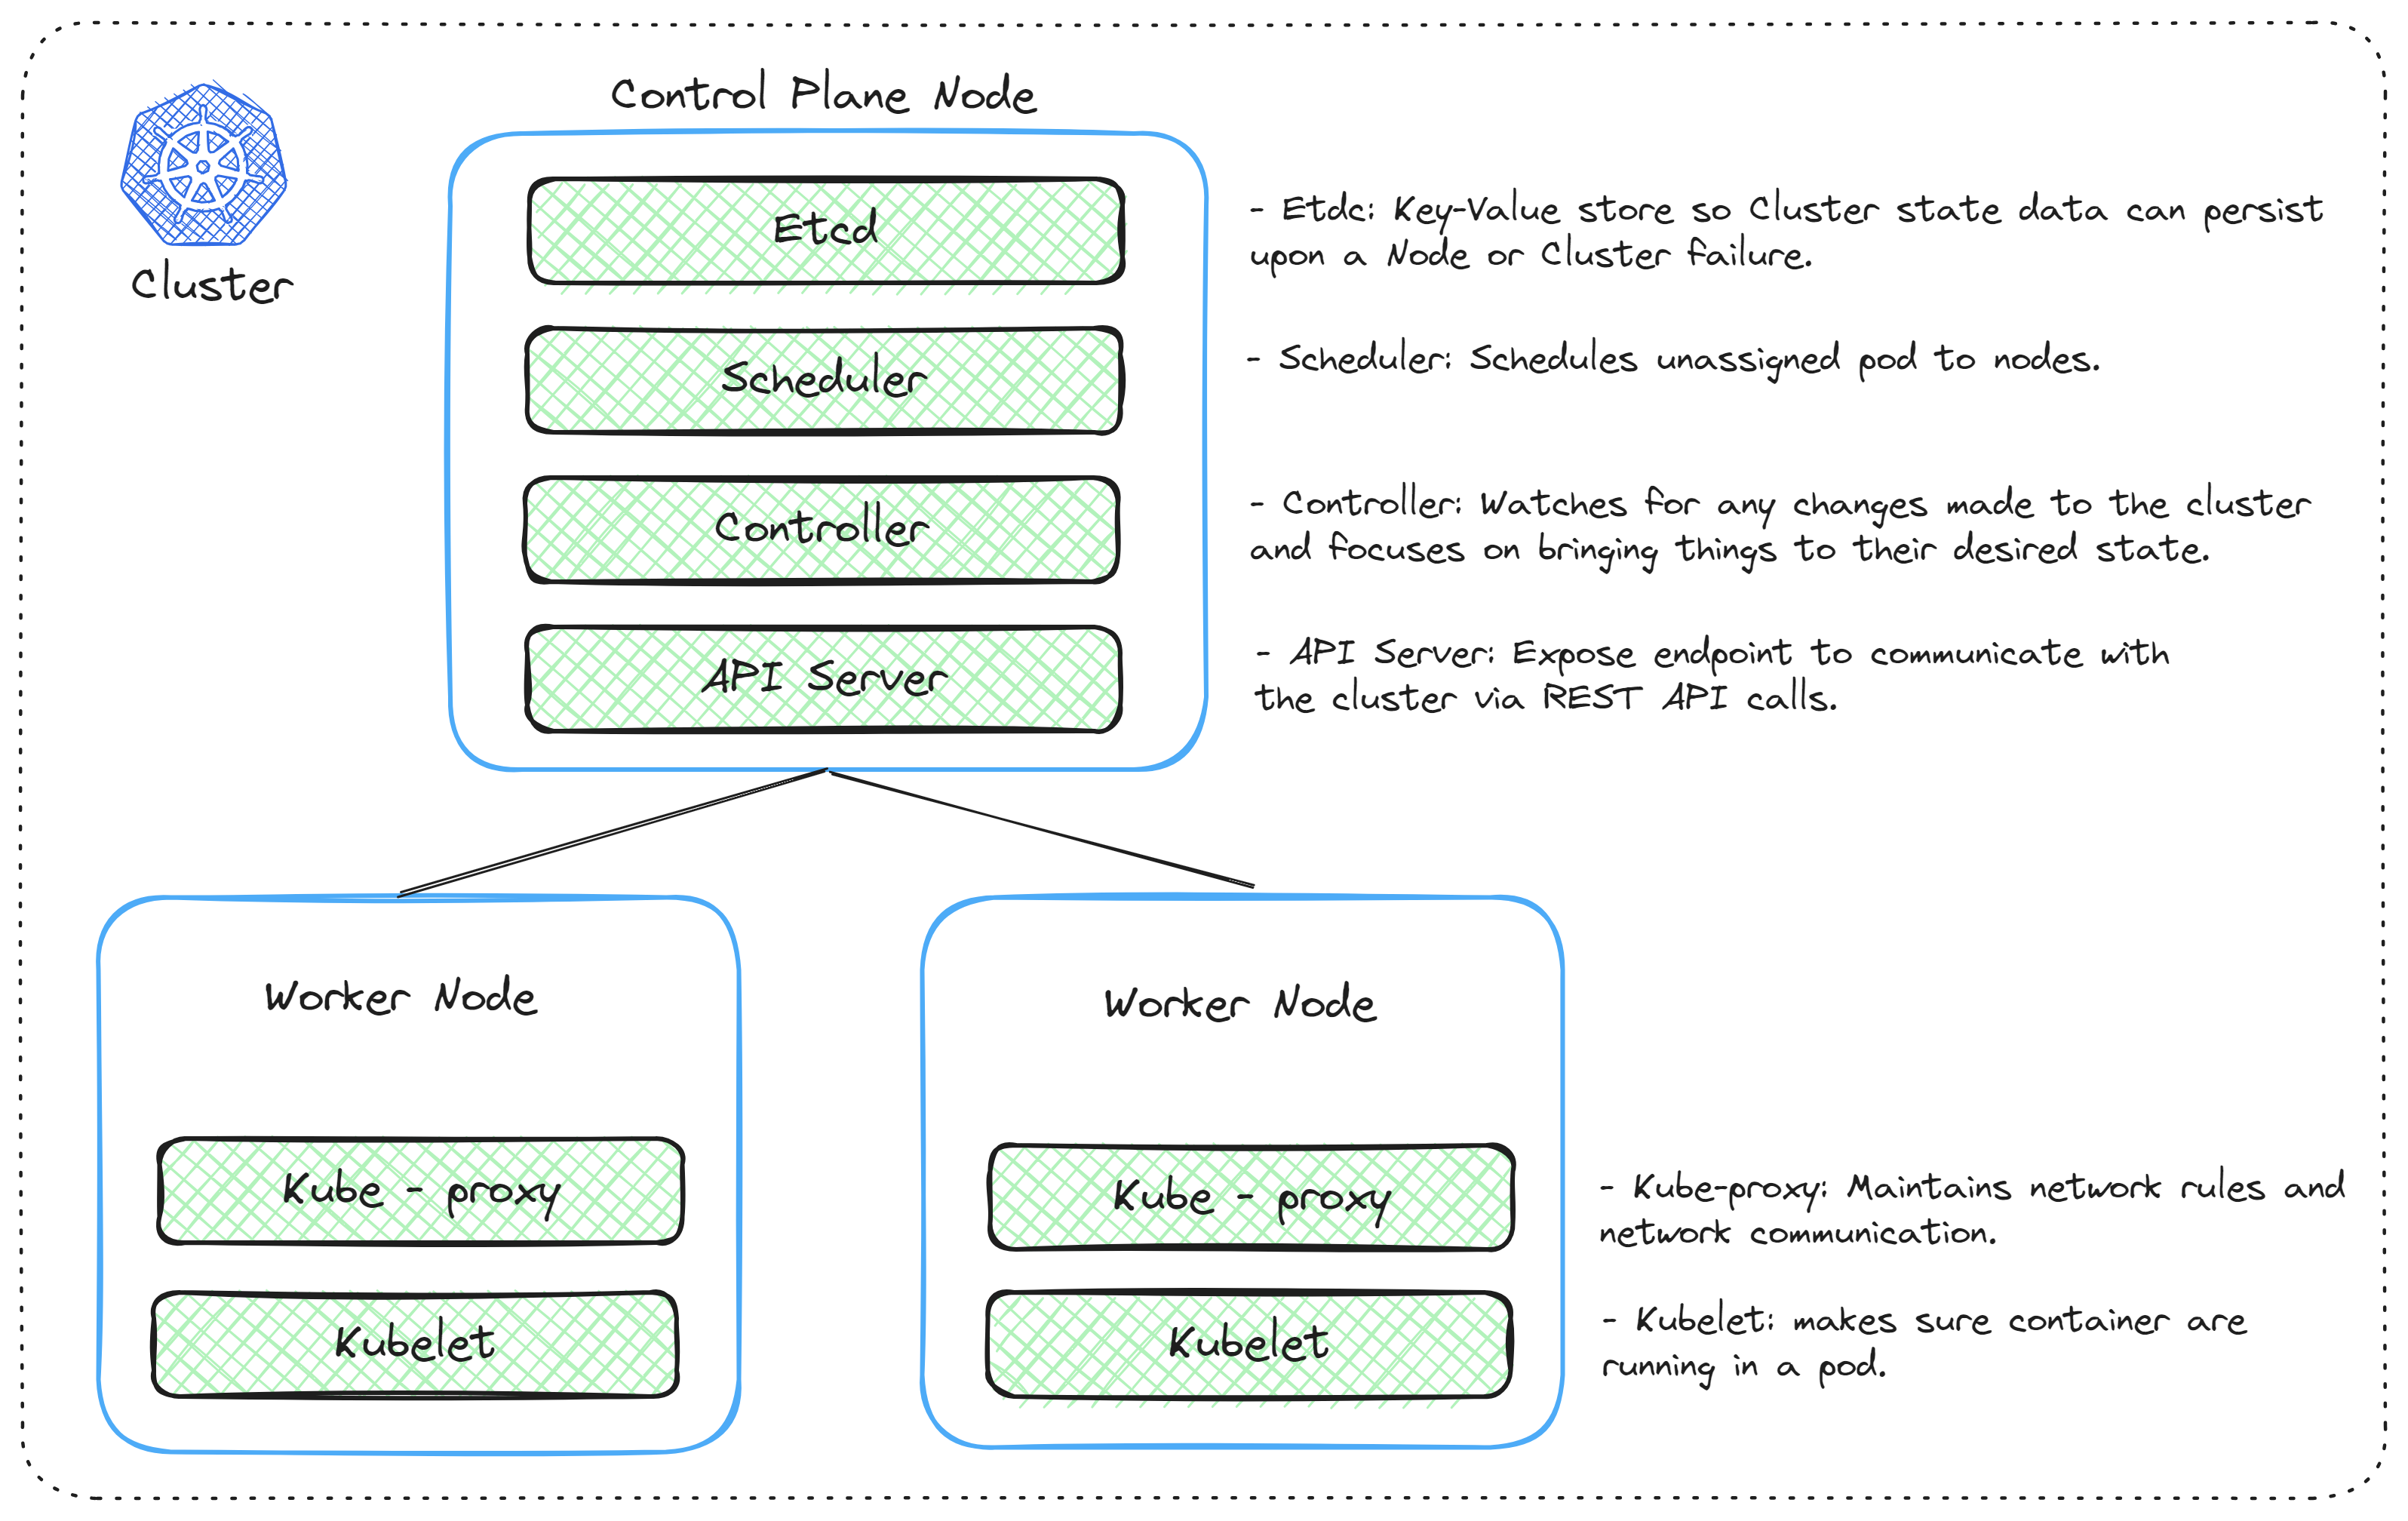 Control Plane Node
Cluster
Etcd
- Etdc: Key-Value store so Cluster state data can persist
upon a Node or Cluster failure.
Scheduler
- Scheduler: Schedules unassigned pod to nodes.
Controller
- Controller: Watches for any changes made to the cluster
and focuses on bringing things to their desired state.
API Server
- API Server: Expose endpoint to communicate with
the cluster via REST API calls.
Worker Node
Kube - proxy
Kubelet
Worker Node
Kube - proxy
Kubelet
- Kube-proxy: Maintains network rules and
network communication.
- Kubelet: makes sure container are
running in a pod.